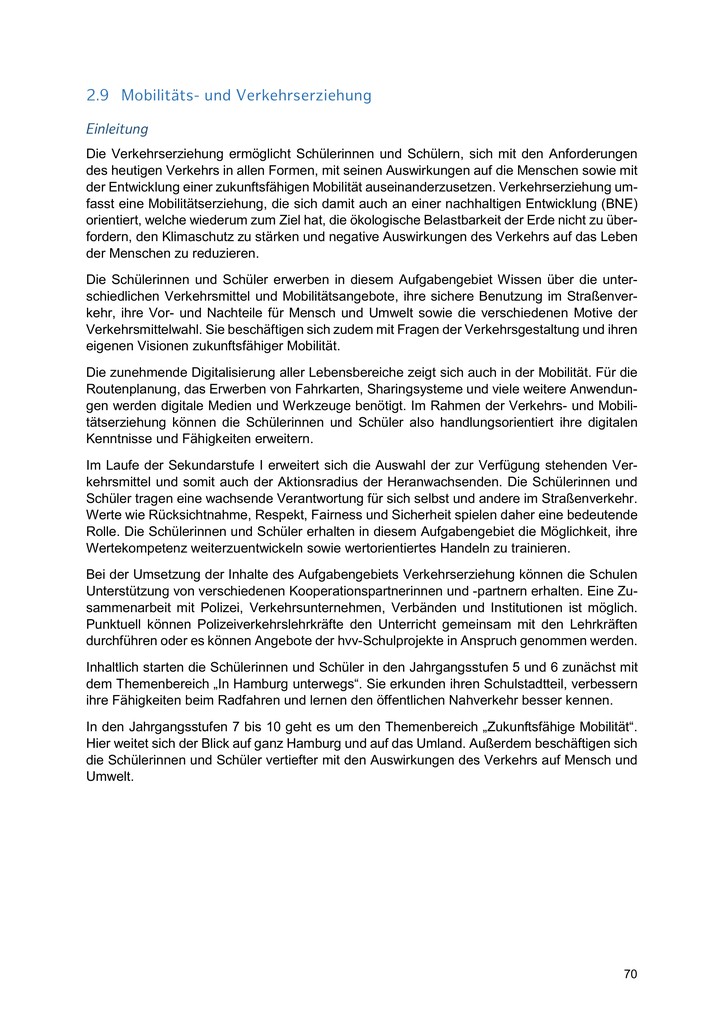 2.9 Mobilitäts- und Verkehrserziehung
Einleitung
Die Verkehrserziehung ermöglicht Schülerinnen und Schülern, sich mit den Anforderungen
des heutigen Verkehrs in allen Formen, mit seinen Auswirkungen auf die Menschen sowie mit
der Entwicklung einer zukunftsfähigen Mobilität auseinanderzusetzen. Verkehrserziehung um-
fasst eine Mobilitätserziehung, die sich damit auch an einer nachhaltigen Entwicklung (BNE)
orientiert, welche wiederum zum Ziel hat, die ökologische Belastbarkeit der Erde nicht zu über-
fordern, den Klimaschutz zu stärken und negative Auswirkungen des Verkehrs auf das Leben
der Menschen zu reduzieren.
Die Schülerinnen und Schüler erwerben in diesem Aufgabengebiet Wissen über die unter-
schiedlichen Verkehrsmittel und Mobilitätsangebote, ihre sichere Benutzung im Straßenver-
kehr, ihre Vor- und Nachteile für Mensch und Umwelt sowie die verschiedenen Motive der
Verkehrsmittelwahl. Sie beschäftigen sich zudem mit Fragen der Verkehrsgestaltung und ihren
eigenen Visionen zukunftsfähiger Mobilität.
Die zunehmende Digitalisierung aller Lebensbereiche zeigt sich auch in der Mobilität. Für die
Routenplanung, das Erwerben von Fahrkarten, Sharingsysteme und viele weitere Anwendun-
gen werden digitale Medien und Werkzeuge benötigt. Im Rahmen der Verkehrs- und Mobili-
tätserziehung können die Schülerinnen und Schüler also handlungsorientiert ihre digitalen
Kenntnisse und Fähigkeiten erweitern.
Im Laufe der Sekundarstufe I erweitert sich die Auswahl der zur Verfügung stehenden Ver-
kehrsmittel und somit auch der Aktionsradius der Heranwachsenden. Die Schülerinnen und
Schüler tragen eine wachsende Verantwortung für sich selbst und andere im Straßenverkehr.
Werte wie Rücksichtnahme, Respekt, Fairness und Sicherheit spielen daher eine bedeutende
Rolle. Die Schülerinnen und Schüler erhalten in diesem Aufgabengebiet die Möglichkeit, ihre
Wertekompetenz weiterzuentwickeln sowie wertorientiertes Handeln zu trainieren.
Bei der Umsetzung der Inhalte des Aufgabengebiets Verkehrserziehung können die Schulen
Unterstützung von verschiedenen Kooperationspartnerinnen und -partnern erhalten. Eine Zu-
sammenarbeit mit Polizei, Verkehrsunternehmen, Verbänden und Institutionen ist möglich.
Punktuell können Polizeiverkehrslehrkräfte den Unterricht gemeinsam mit den Lehrkräften
durchführen oder es können Angebote der hvv-Schulprojekte in Anspruch genommen werden.
Inhaltlich starten die Schülerinnen und Schüler in den Jahrgangsstufen 5 und 6 zunächst mit
dem Themenbereich „In Hamburg unterwegs“. Sie erkunden ihren Schulstadtteil, verbessern
ihre Fähigkeiten beim Radfahren und lernen den öffentlichen Nahverkehr besser kennen.
In den Jahrgangsstufen 7 bis 10 geht es um den Themenbereich „Zukunftsfähige Mobilität“.
Hier weitet sich der Blick auf ganz Hamburg und auf das Umland. Außerdem beschäftigen sich
die Schülerinnen und Schüler vertiefter mit den Auswirkungen des Verkehrs auf Mensch und
Umwelt.
70